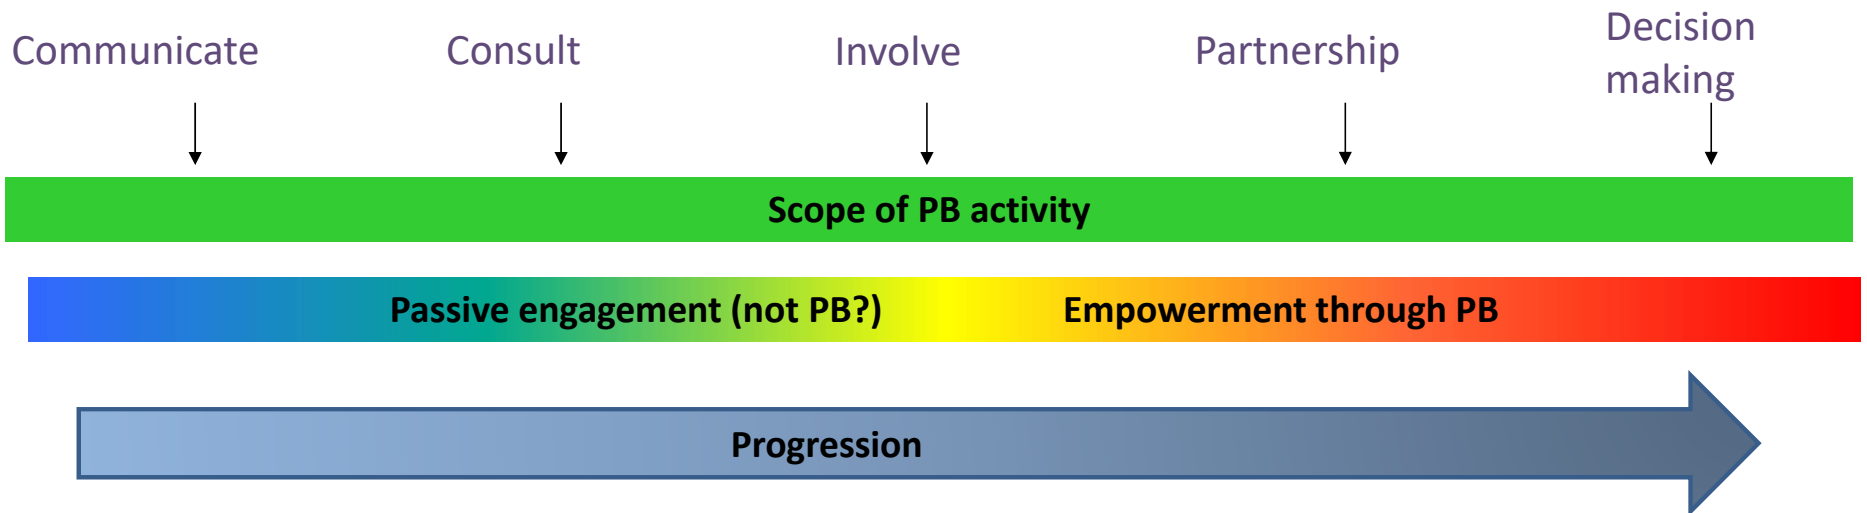 Communicate
Consult
Involve
Partnership
Decision
making
Scope of PB activity
Passive engagement (not PB?)
Empowerment through PB
Progression